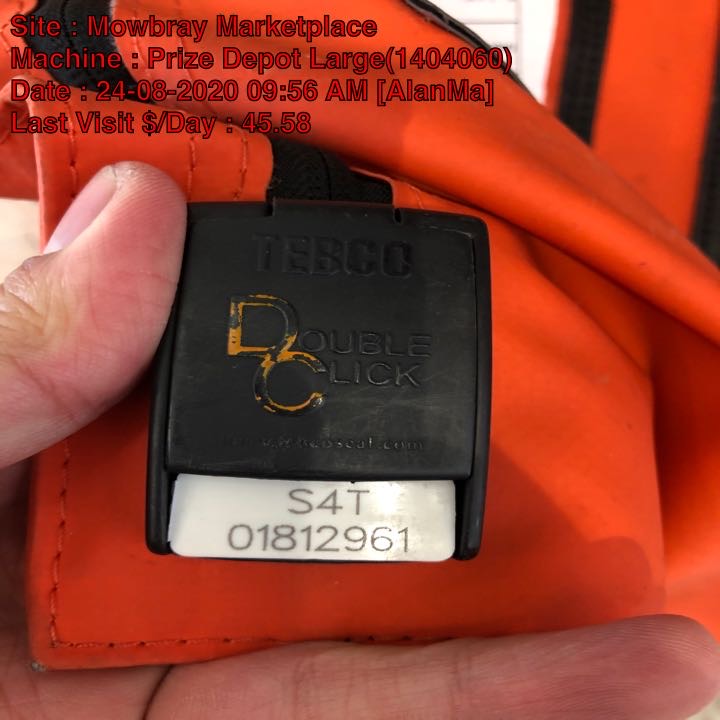 Site : Mowbray Marketplace
Machine : Prize Depot Large(1404060)
Date : 24-08-2020 09:56 AM [AlanMa]
Last Visit $/Day : 45.58
TEBCO
DOUBLE
CLICK
S4T
01812961